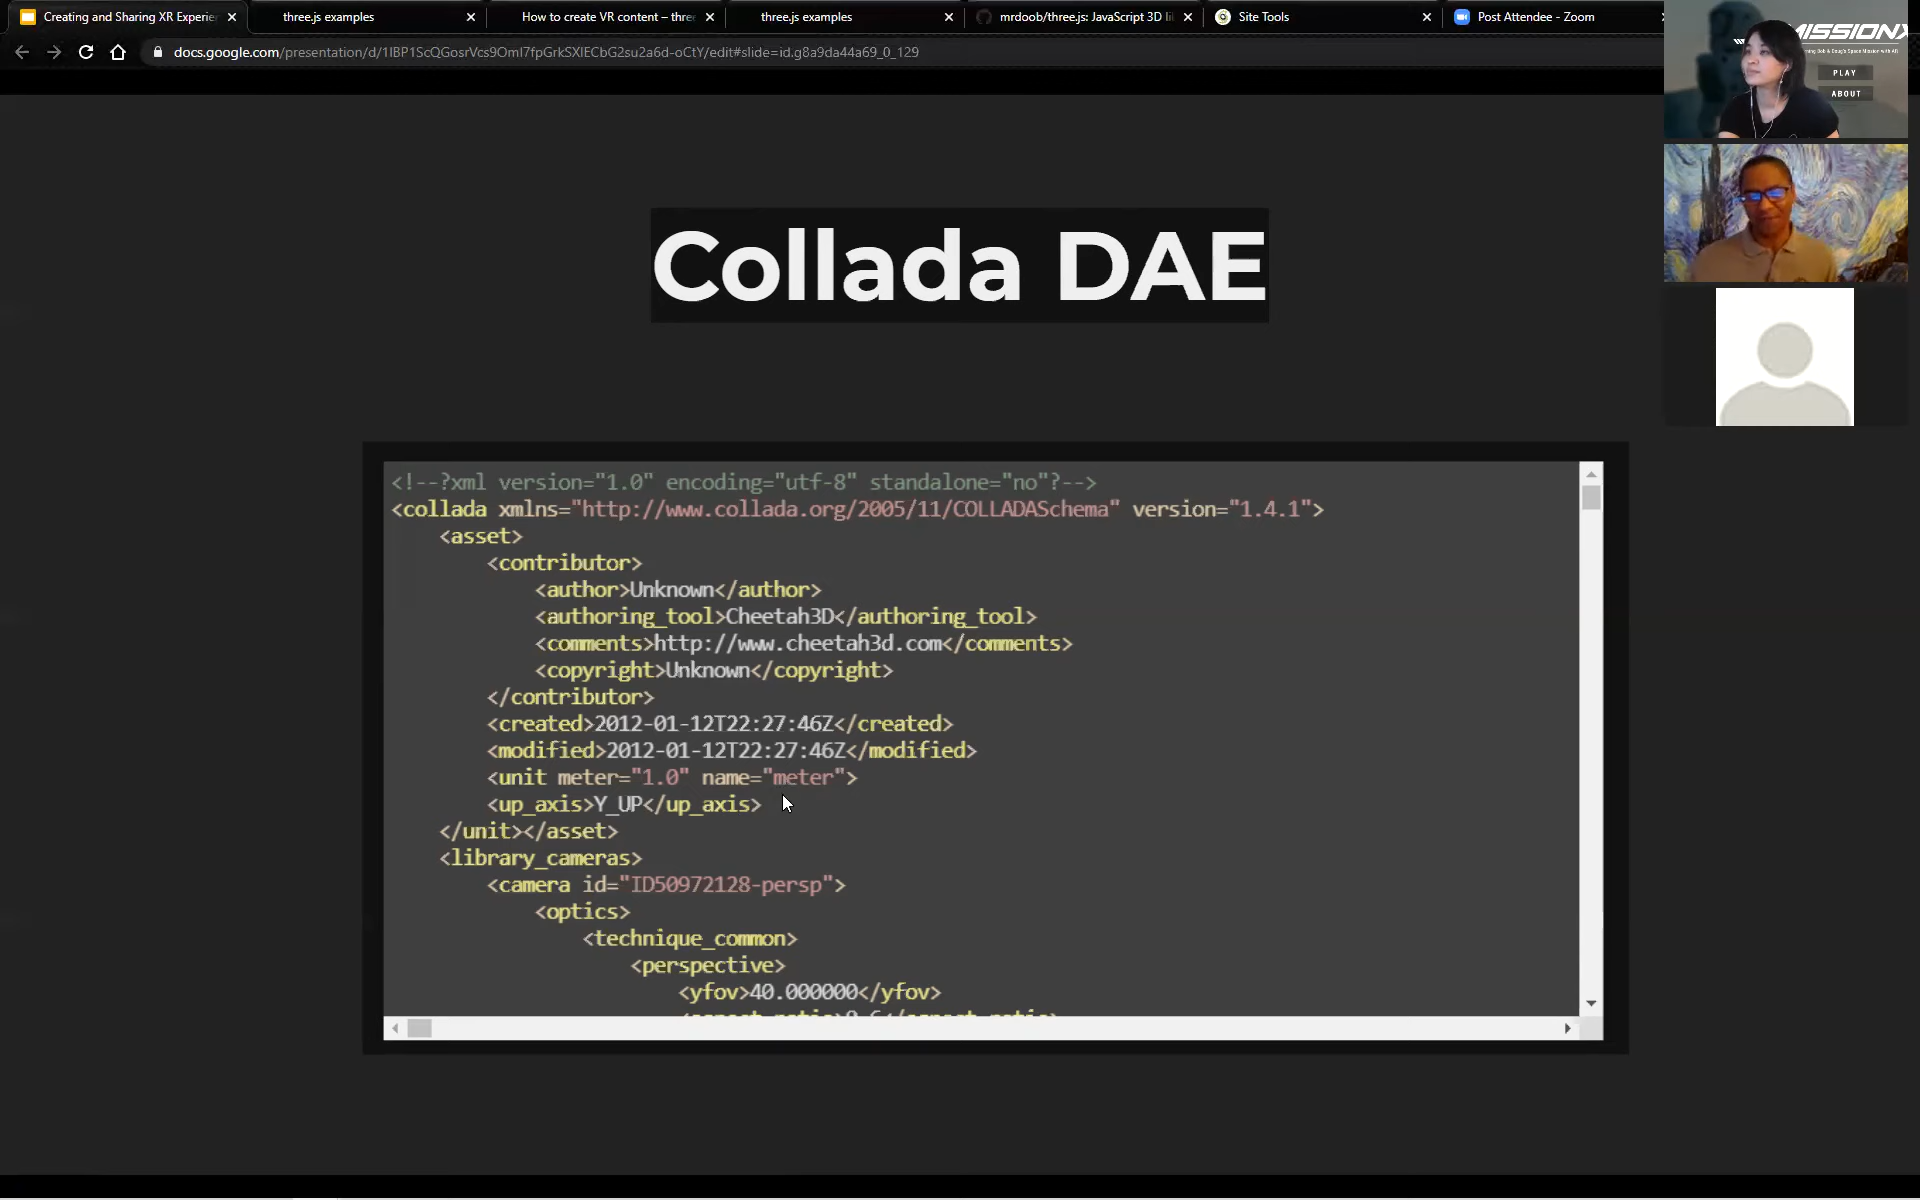 Creating and Sharing XR Experie
three.js examples
How to create VR content – thre
three.js examples
mrdoob/three.js: JavaScript 3D li
Site Tools
Post Attendee - Zoom
docs.google.com/presentation/d/1IBP1ScQGosrVcs9OmI7fpGrkSXlECbG2su2a6d-oCtY/edit#slide=id.g8a9da44a69_0_129
MISSIONX
PLAY
ABOUT
Collada DAE
<!--?xml version="1.0" encoding="utf-8" standalone="no"?-->
<collada xmlns="http://www.collada.org/2005/11/COLLADASchema" version="1.4.1">
<asset>
<contributor>
<author>Unknown</author>
<authoring_tool>Cheetah3D</authoring_tool>
<comments>http://www.cheetah3d.com</comments>
<copyright>Unknown</copyright>
</contributor>
<created>2012-01-12T22:27:46Z</created>
<modified>2012-01-12T22:27:46Z</modified>
<unit meter="1.0" name="meter">
<up_axis>Y_UP</up_axis>
</unit></asset>
<library_cameras>
<camera id="ID50972128-persp">
<optics>
<technique_common>
<perspective>
<yfov>40.000000</yfov>